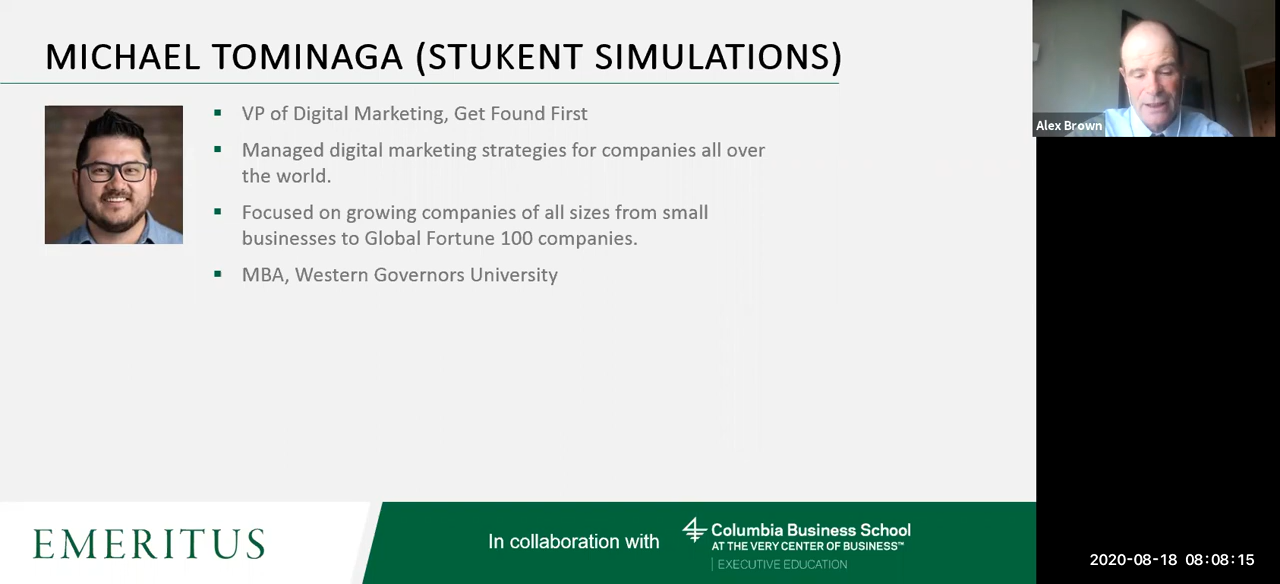 MICHAEL TOMINAGA (STUKENT SIMULATIONS)
▪ VP of Digital Marketing, Get Found First
▪ Managed digital marketing strategies for companies all over
the world.
▪ Focused on growing companies of all sizes from small
businesses to Global Fortune 100 companies.
▪ MBA, Western Governors University
Alex Brown
EMERITUS
In collaboration with
Columbia Business School
AT THE VERY CENTER OF BUSINESS™
EXECUTIVE EDUCATION
2020-08-18 08:08:15